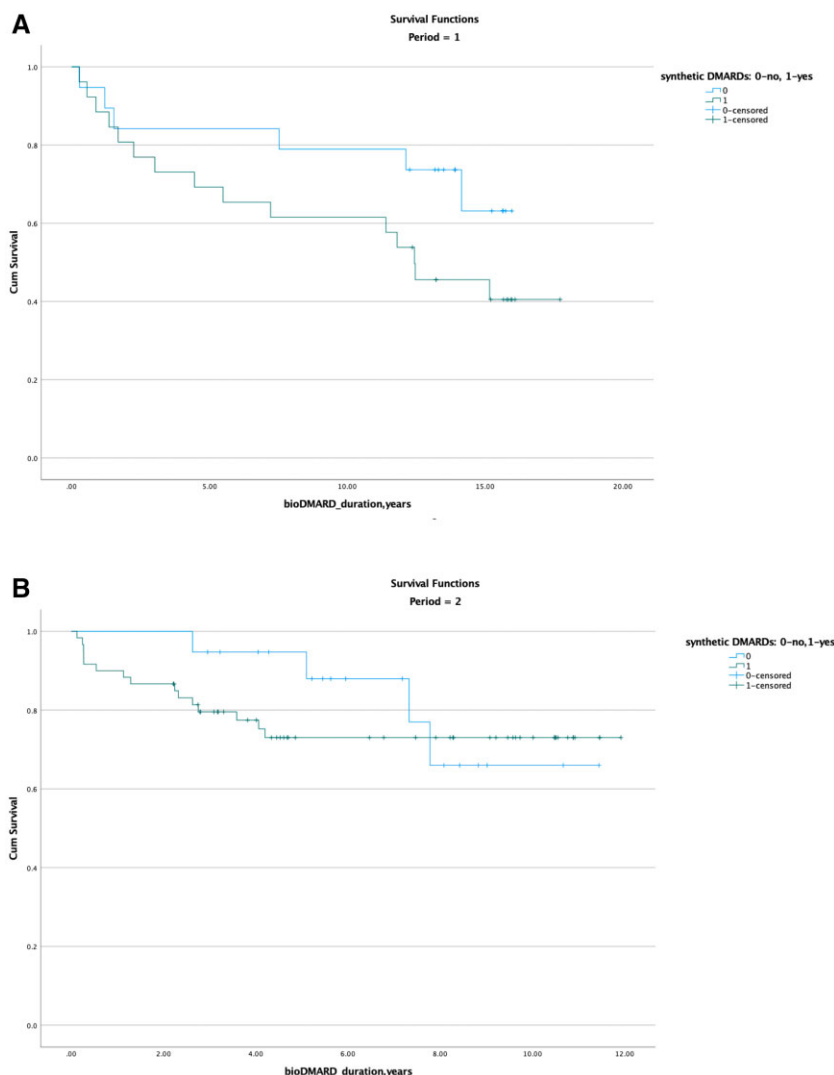 A
Survival Functions
Period = 1
synthetic DMARDs: 0-no, 1-yes
0
1
0-censored
1-censored
Cum Survival
1.0
0.8
0.6
0.4
0.2
0.0
.00 5.00 10.00 15.00 20.00
bioDMARD_duration,years
B
Survival Functions
Period = 2
synthetic DMARDs: 0-no,1-yes
0
1
0-censored
1-censored
Cum Survival
1.0
0.8
0.6
0.4
0.2
0.0
.00 2.00 4.00 6.00 8.00 10.00 12.00
bioDMARD_duration,years